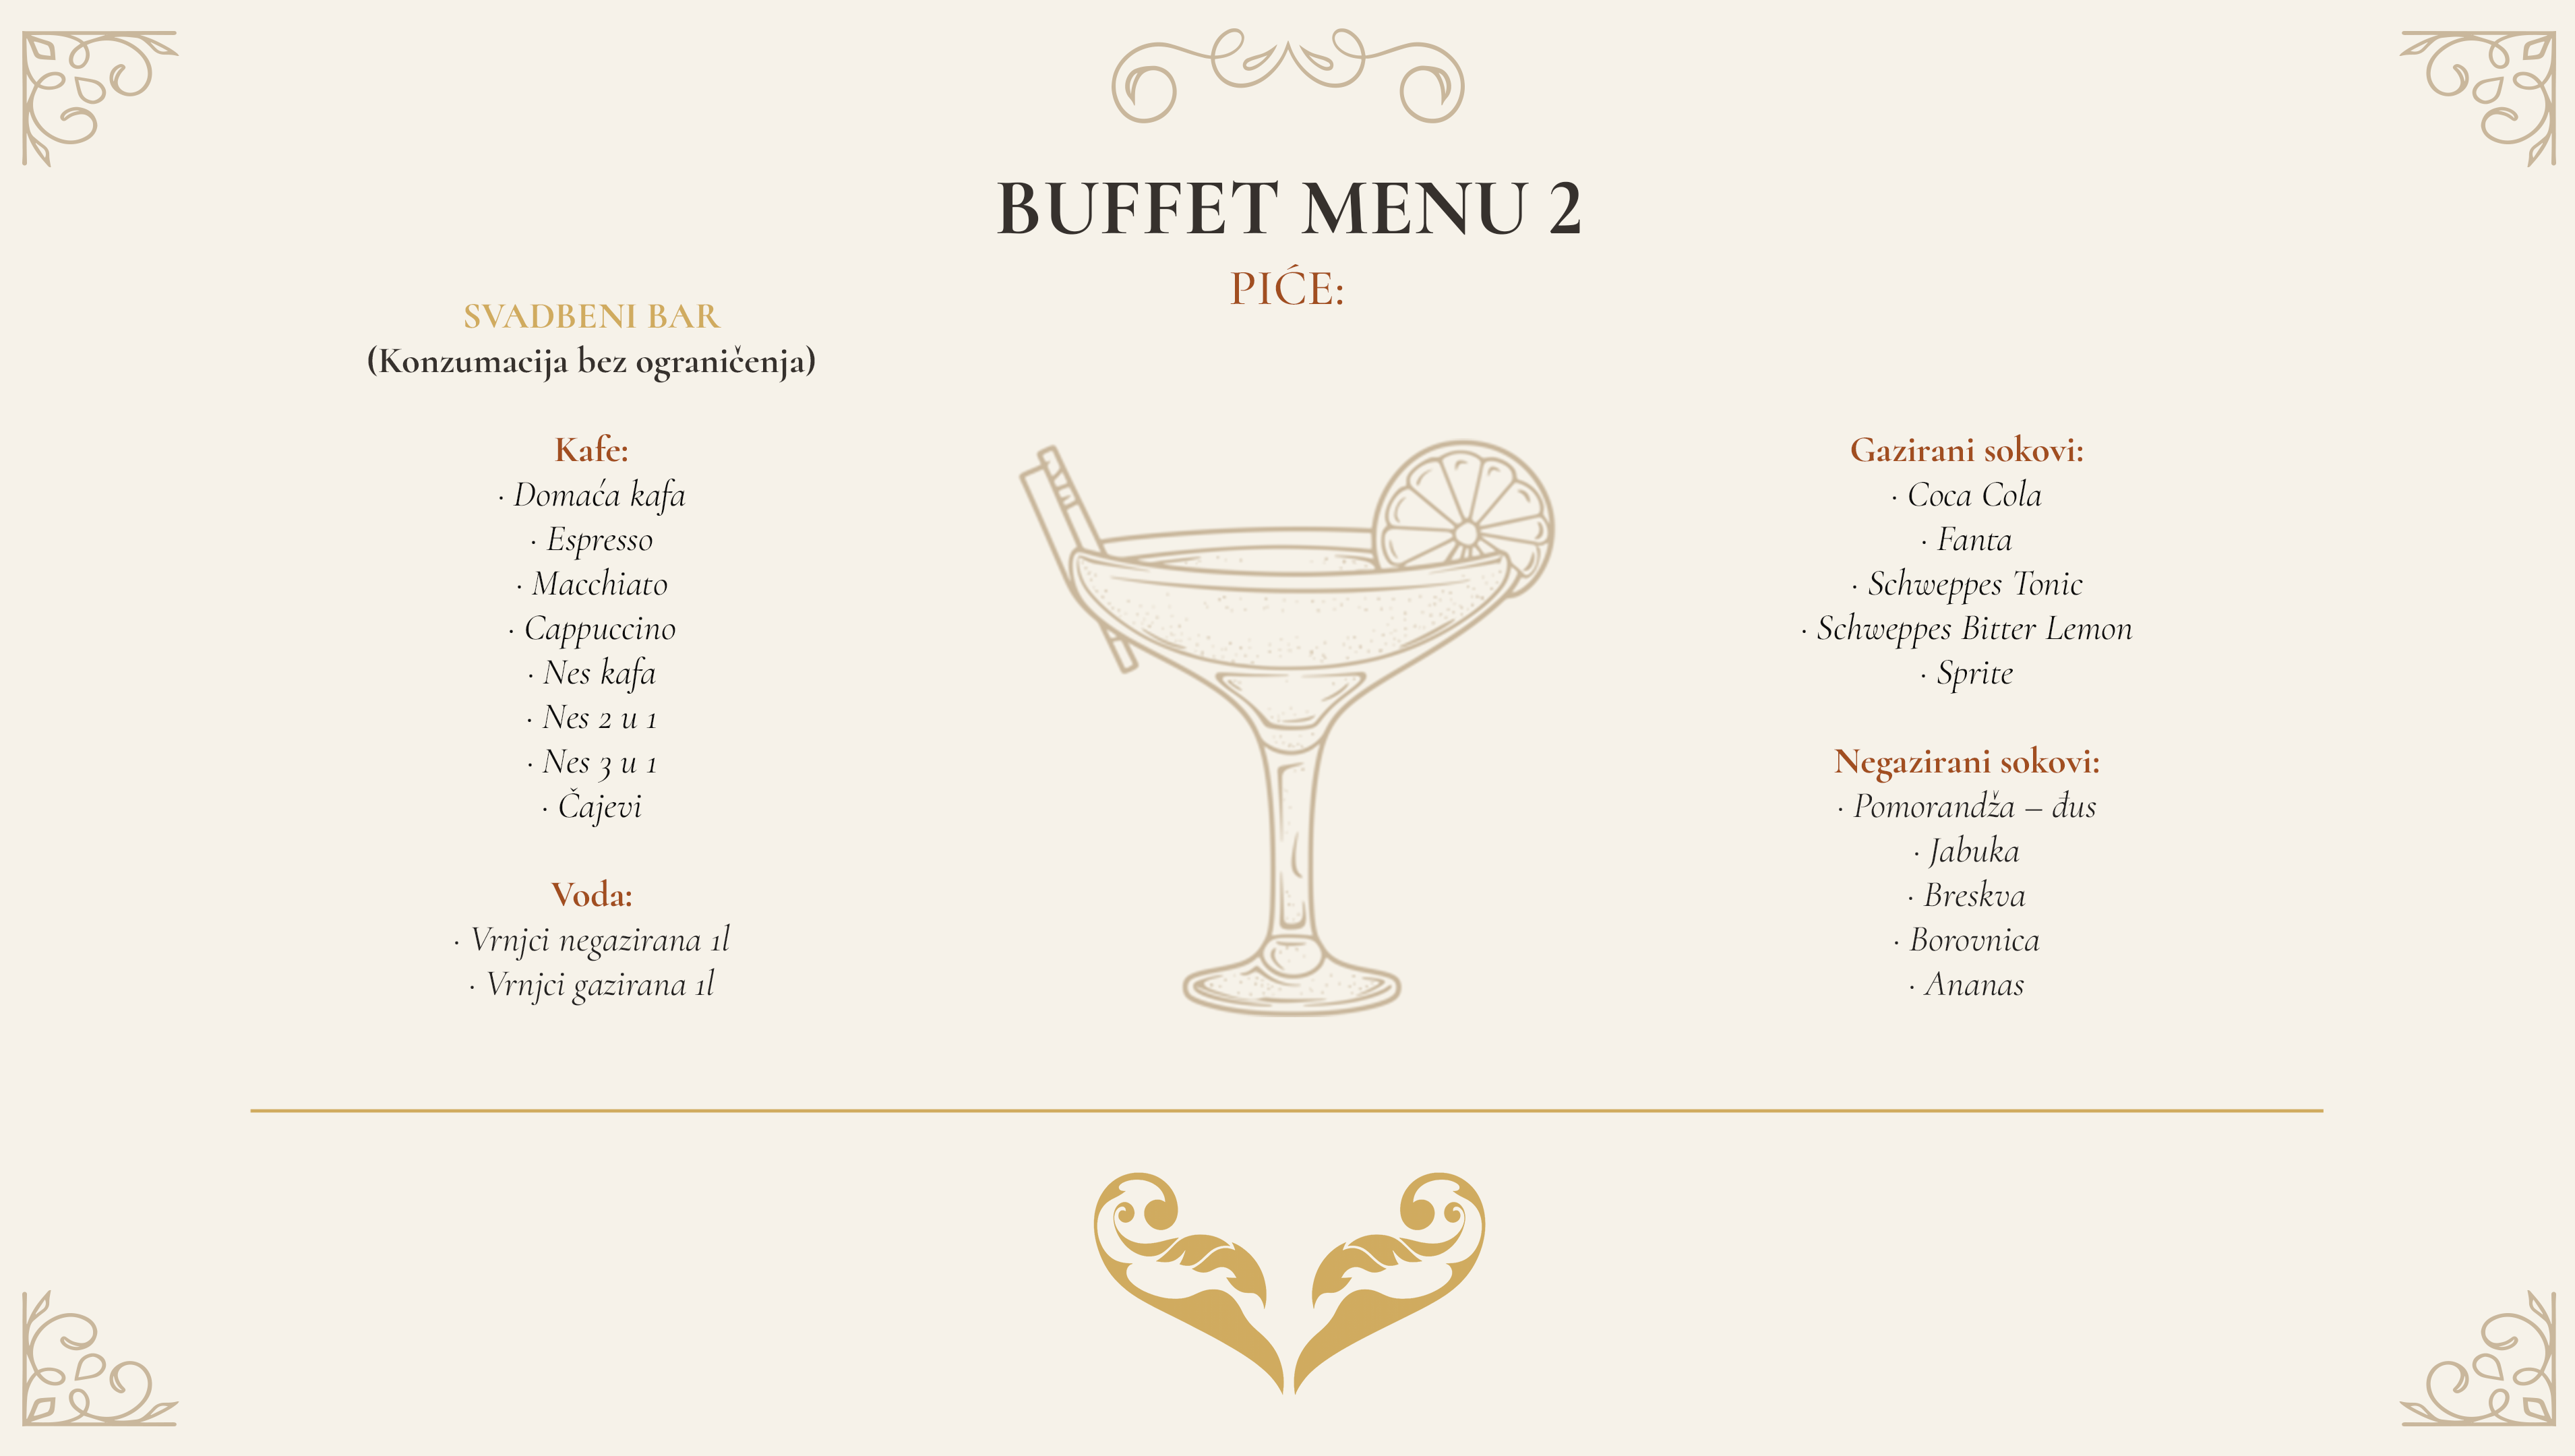 BUFFET MENU 2
PIĆE:
SVADBENI BAR
(Konzumacija bez ograničenja)
Kafe:
· Domaća kafa
· Espresso
· Macchiato
· Cappuccino
· Nes kafa
· Nes 2 u 1
· Nes 3 u 1
· Čajevi
Voda:
· Vrnjci negazirana 1l
· Vrnjci gazirana 1l
Gazirani sokovi:
· Coca Cola
· Fanta
· Schweppes Tonic
· Schweppes Bitter Lemon
· Sprite
Negazirani sokovi:
· Pomorandža – đus
· Jabuka
· Breskva
· Borovnica
· Ananas